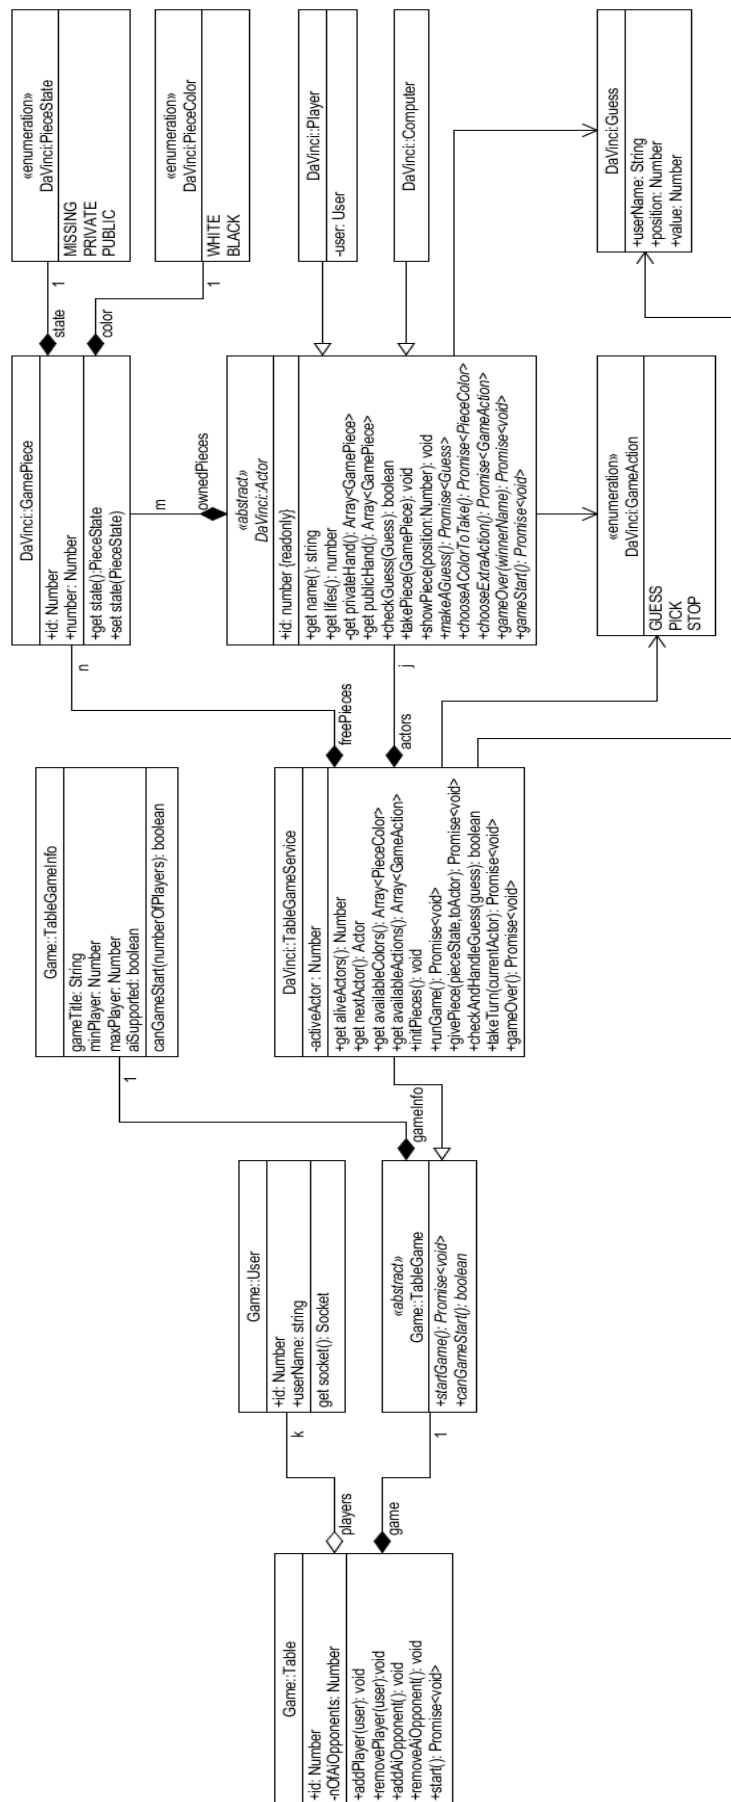 Game::Table
+id: Number
-nOfAiOpponents: Number
+addPlayer(user): void
+removePlayer(user):void
+addAiOpponent(): void
+removeAiOpponent(): void
+start(): Promise<void>
players
k
game
1
Game::User
+id: Number
+userName: string
get socket(): Socket
«abstract»
Game::TableGame
+startGame(): Promise<void>
+canGameStart(): boolean
gameInfo
1
Game::TableGameInfo
gameTitle: String
minPlayer: Number
maxPlayer: Number
aiSupported: boolean
canGameStart(numberOfPlayers): boolean
DaVinci::TableGameService
-activeActor : Number
+get aliveActors(): Number
+get nextActor(): Actor
+get availableColors(): Array<PieceColor>
+get availableActions(): Array<GameAction>
+initPieces(): void
+runGame(): Promise<void>
+givePiece(pieceState,toActor): Promise<void>
+checkAndHandleGuess(guess): boolean
+takeTurn(currentActor): Promise<void>
+gameOver(): Promise<void>
freePieces
n
actors
j
DaVinci::GamePiece
+id: Number
+number: Number
+get state():PieceState
+set state(PieceState)
state
1
color
1
m
ownedPieces
«abstract»
DaVinci::Actor
+id: number {readonly}
+get name(): string
+get lifes(): number
-get privateHand(): Array<GamePiece>
+get publicHand(): Array<GamePiece>
+checkGuess(Guess): boolean
+takePiece(GamePiece): void
+showPiece(position:Number): void
+makeAGuess(): Promise<Guess>
+chooseAColorToTake(): Promise<PieceColor>
+chooseExtraAction(): Promise<GameAction>
+gameOver(winnerName): Promise<void>
+gameStart(): Promise<void>
«enumeration»
DaVinci:GameAction
GUESS
PICK
STOP
«enumeration»
DaVinci:PieceState
MISSING
PRIVATE
PUBLIC
«enumeration»
DaVinci:PieceColor
WHITE
BLACK
DaVinci::Player
-user: User
DaVinci::Computer
DaVinci:Guess
+userName: String
+position: Number
+value: Number